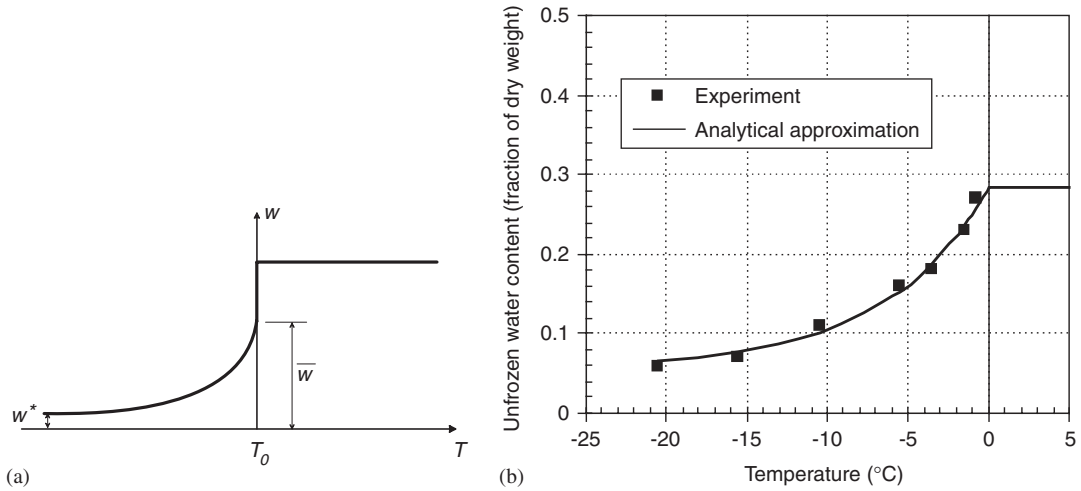 w
w̅
w*
T₀
T
(a)
Unfrozen water content (fraction of dry weight)
0.5
0.4
0.3
0.2
0.1
0
Experiment
Analytical approximation
-25
-20
-15
-10
-5
0
5
Temperature (°C)
(b)